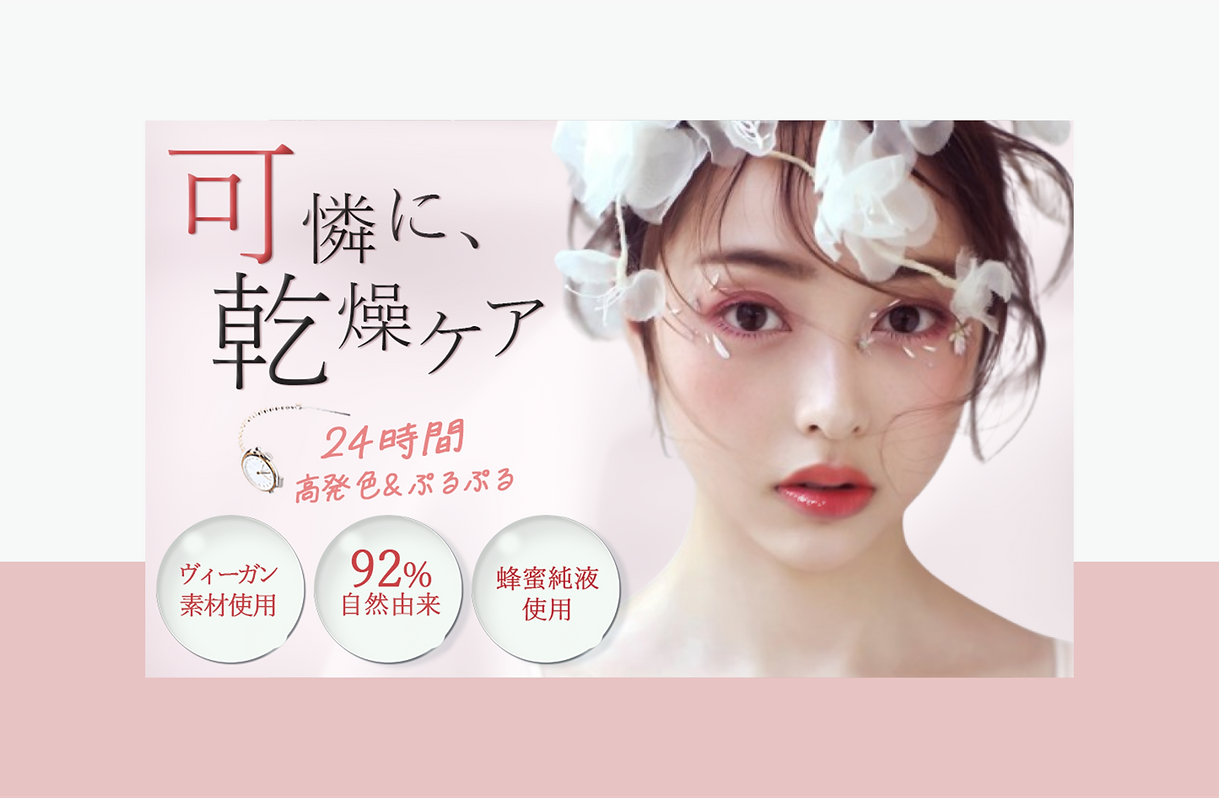 可憐に、
乾燥ケア
24時間
高発色&ぷるぷる
ヴィーガン
素材使用
92%
自然由来
蜂蜜純液
使用